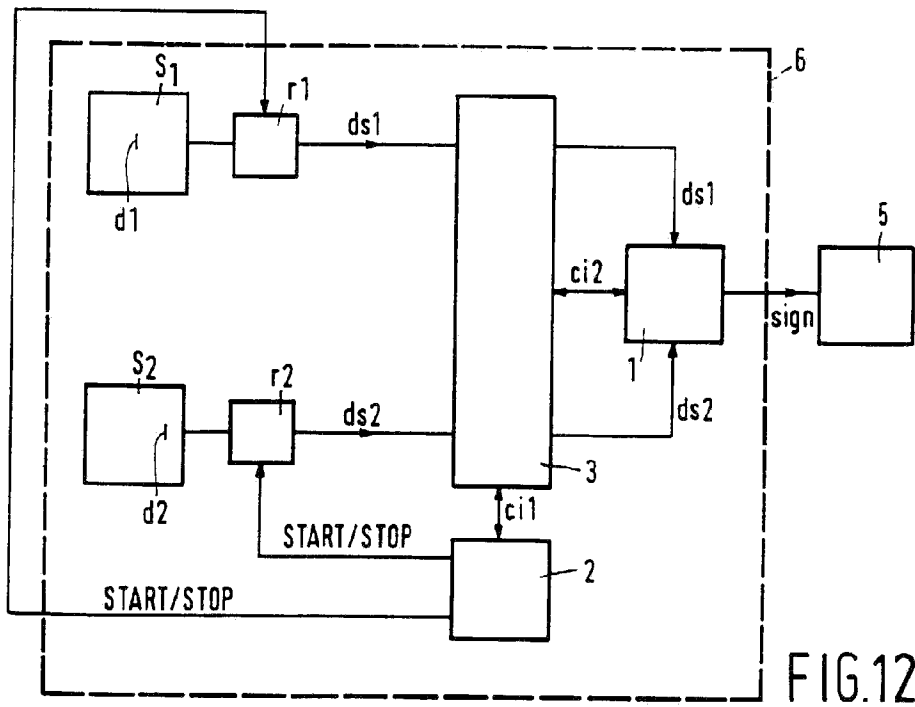 6
S1
r1
ds1
d1
ds1
5
ci2
sign
1
S2
r2
ds2
ds2
3
d2
ci1
START/STOP
2
START/STOP
FIG.12